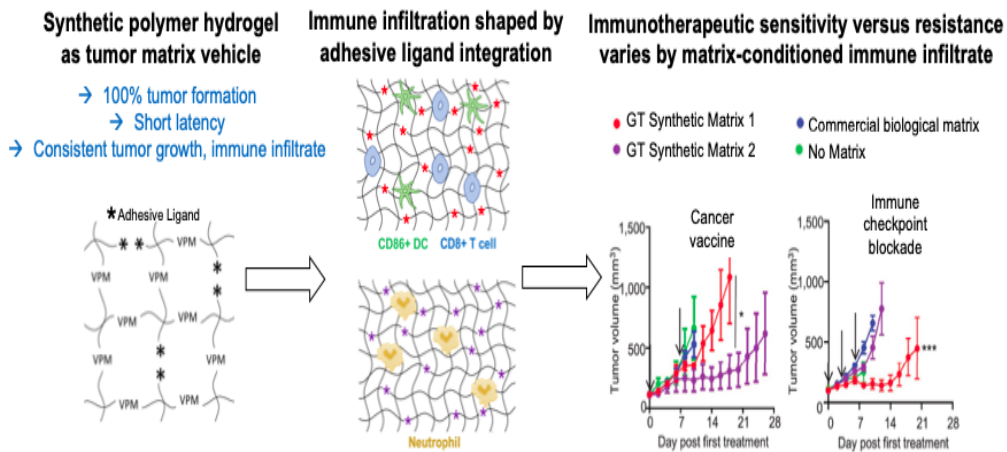 Synthetic polymer hydrogel
as tumor matrix vehicle
→ 100% tumor formation
→ Short latency
→ Consistent tumor growth, immune infiltrate
*Adhesive Ligand
VPM
VPM
VPM
VPM
VPM
VPM
VPM
VPM
VPM
VPM
VPM
VPM
Immune infiltration shaped by
adhesive ligand integration
CD86+ DC CD8+ T cell
Neutrophil
Immunotherapeutic sensitivity versus resistance
varies by matrix-conditioned immune infiltrate
GT Synthetic Matrix 1
GT Synthetic Matrix 2
Commercial biological matrix
No Matrix
Cancer
vaccine
Tumor volume (mm³)
1,500
1,000
500
0
*
0 7 14 21 28
Day post first treatment
Immune
checkpoint
blockade
Tumor volume (mm³)
1,500
1,000
500
0
***
0 7 14 21 28
Day post first treatment